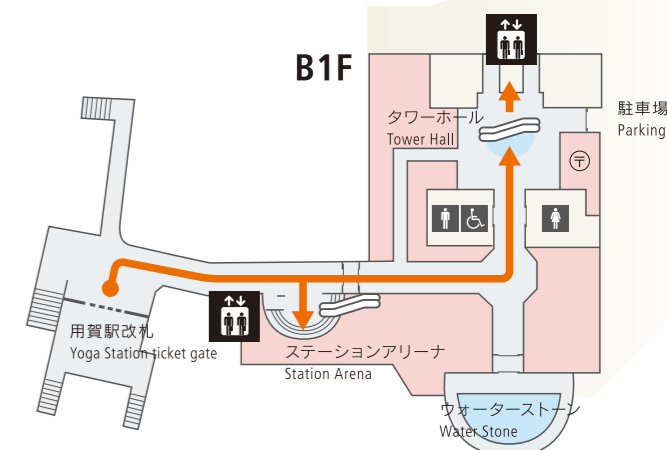 B1F
タワーホール
Tower Hall
駐車場
Parking
〒
用賀駅改札
Yoga Station ticket gate
ステーションアリーナ
Station Arena
ウォーターストーン
Water Stone